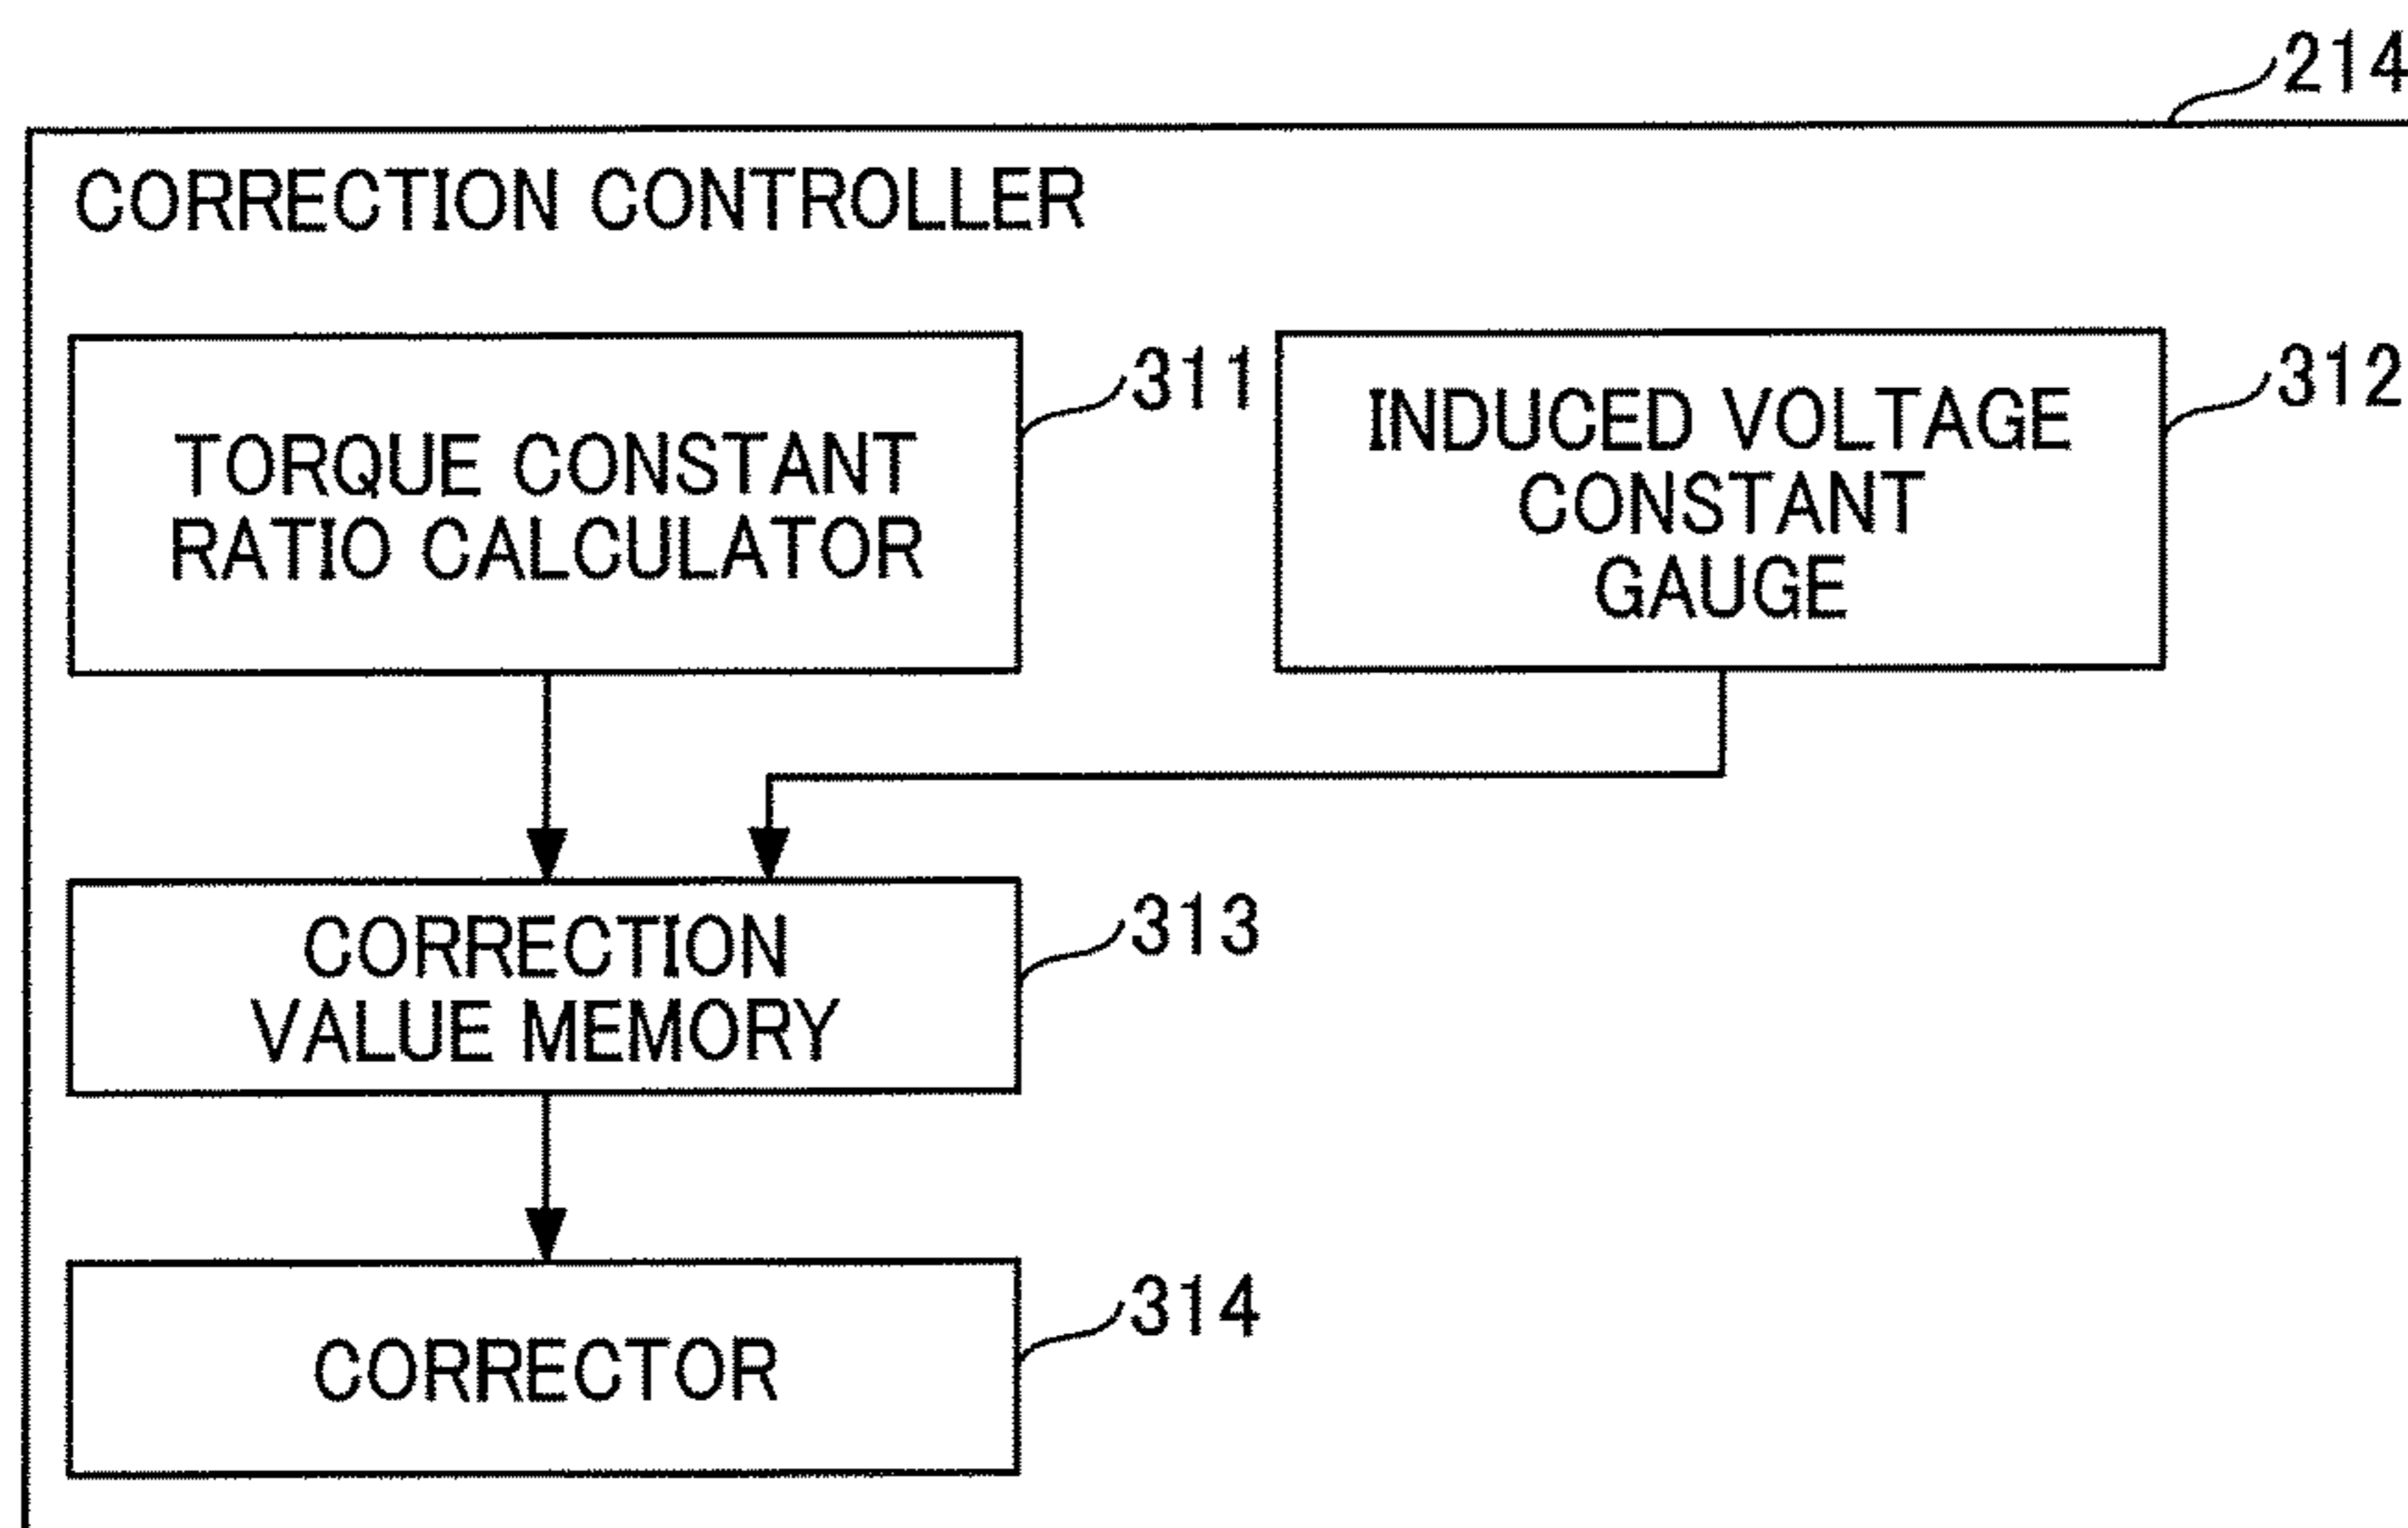 214
CORRECTION CONTROLLER
311
312
TORQUE CONSTANT
RATIO CALCULATOR
INDUCED VOLTAGE
CONSTANT
GAUGE
313
CORRECTION
VALUE MEMORY
314
CORRECTOR